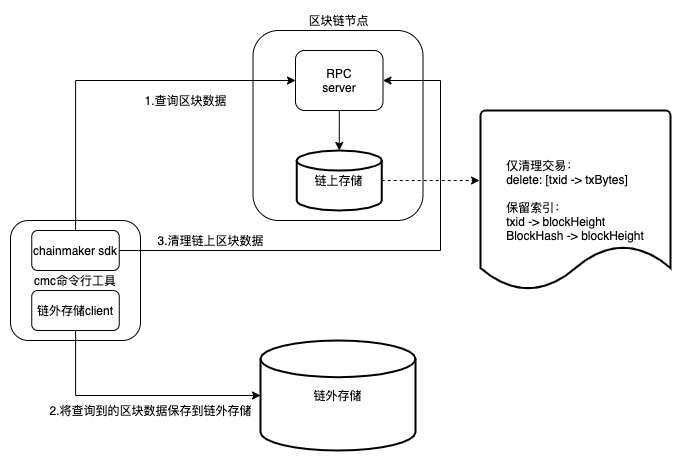 区块链节点
RPC
server
1.查询区块数据
链上存储
仅清理交易：
delete: [txid -> txBytes]
保留索引：
txid -> blockHeight
BlockHash -> blockHeight
chainmaker sdk
3.清理链上区块数据
cmc命令行工具
链外存储client
链外存储
2.将查询到的区块数据保存到链外存储